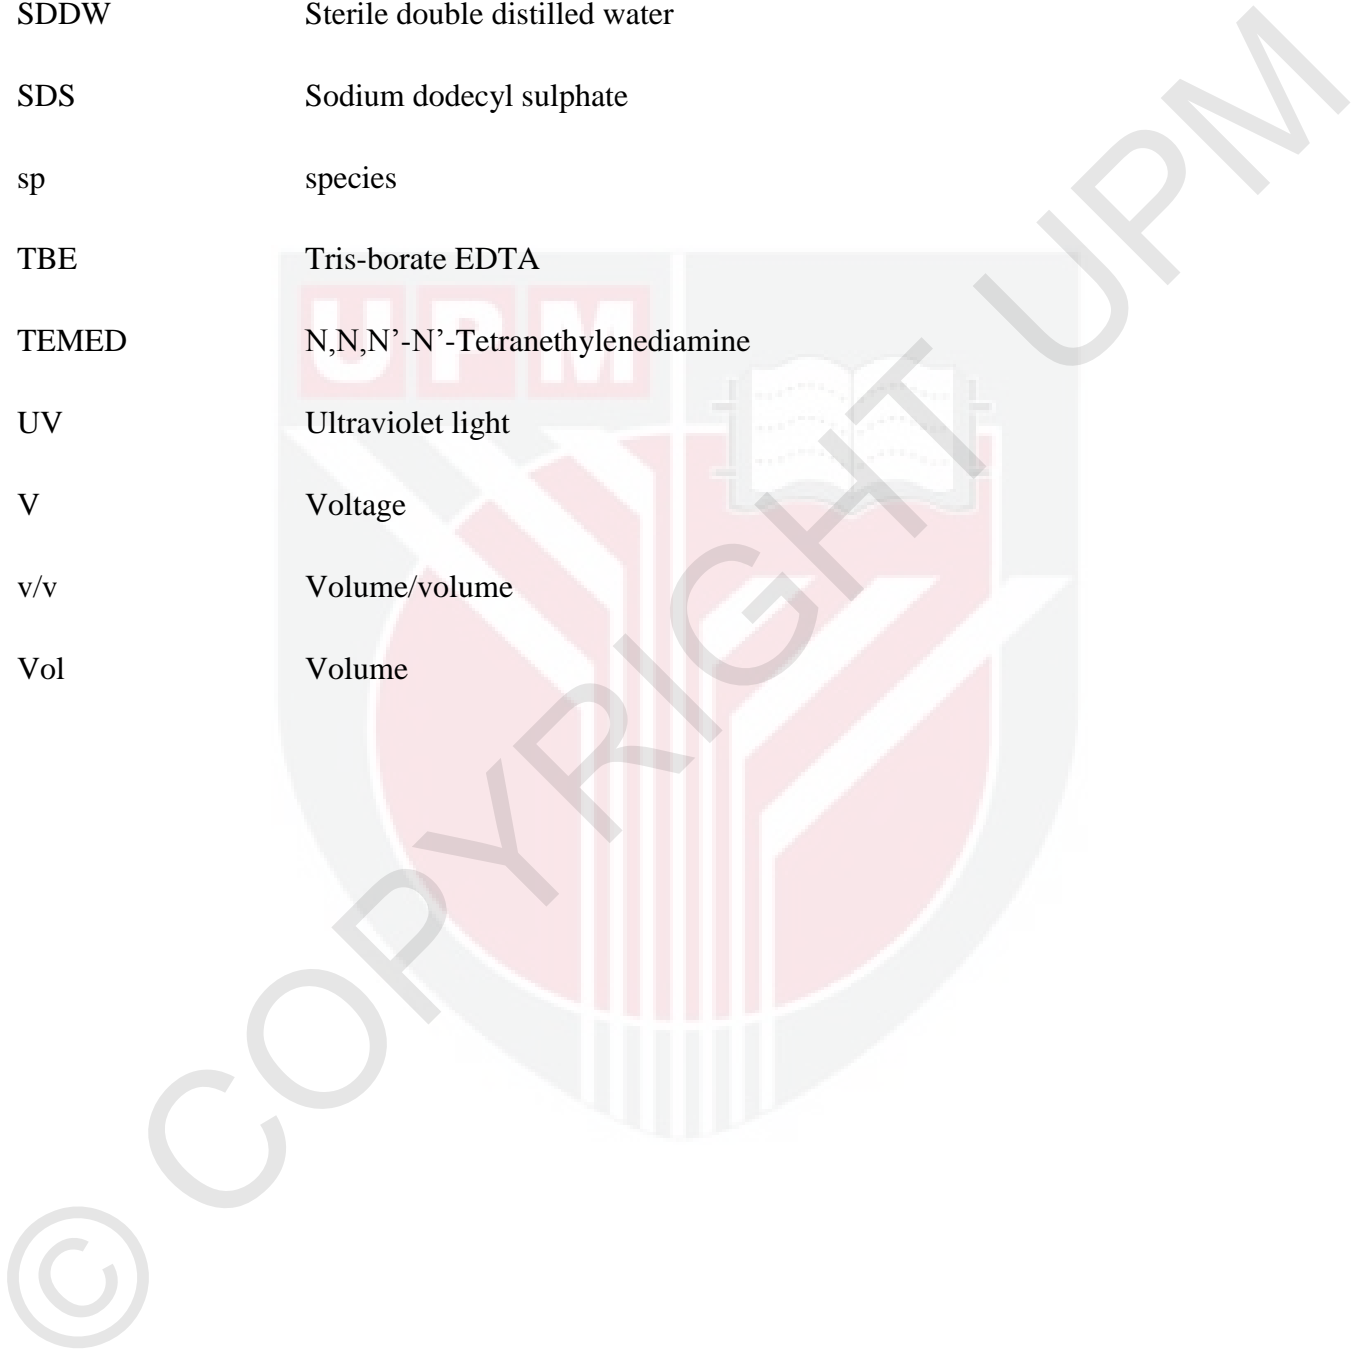 SDDW Sterile double distilled water
SDS Sodium dodecyl sulphate
sp species
TBE Tris-borate EDTA
TEMED N,N,N’-N’-Tetranethylenediamine
UV Ultraviolet light
V Voltage
v/v Volume/volume
Vol Volume
UPM
© COPYRIGHT UPM